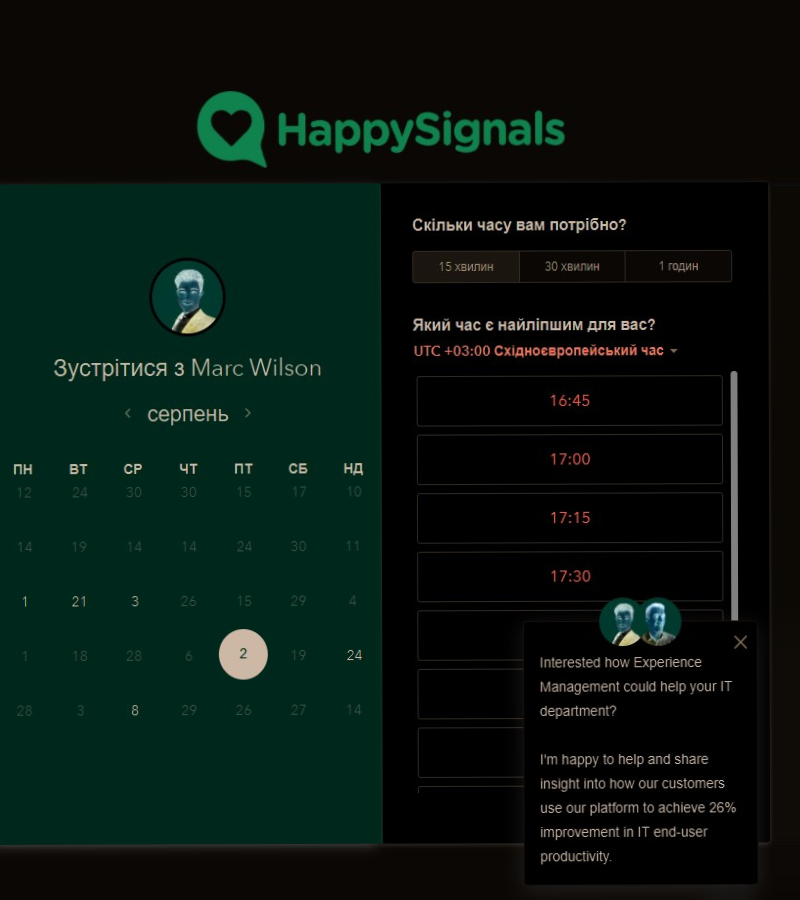 HappySignals
Зустрітися з Marc Wilson
серпень
ПН ВТ СР ЧТ ПТ СБ НД
12 24 30 30 15 17 10
14 19 14 14 24 30 11
1 21 3 26 15 29 4
1 18 28 6 2 19 24
28 3 8 29 26 27 14
Скільки часу вам потрібно?
15 хвилин 30 хвилин 1 годин
Який час є найліпшим для вас?
UTC +03:00 Східноєвропейський час
16:45
17:00
17:15
17:30
Interested how Experience
Management could help your IT
department?
I'm happy to help and share
insight into how our customers
use our platform to achieve 26%
improvement in IT end-user
productivity.